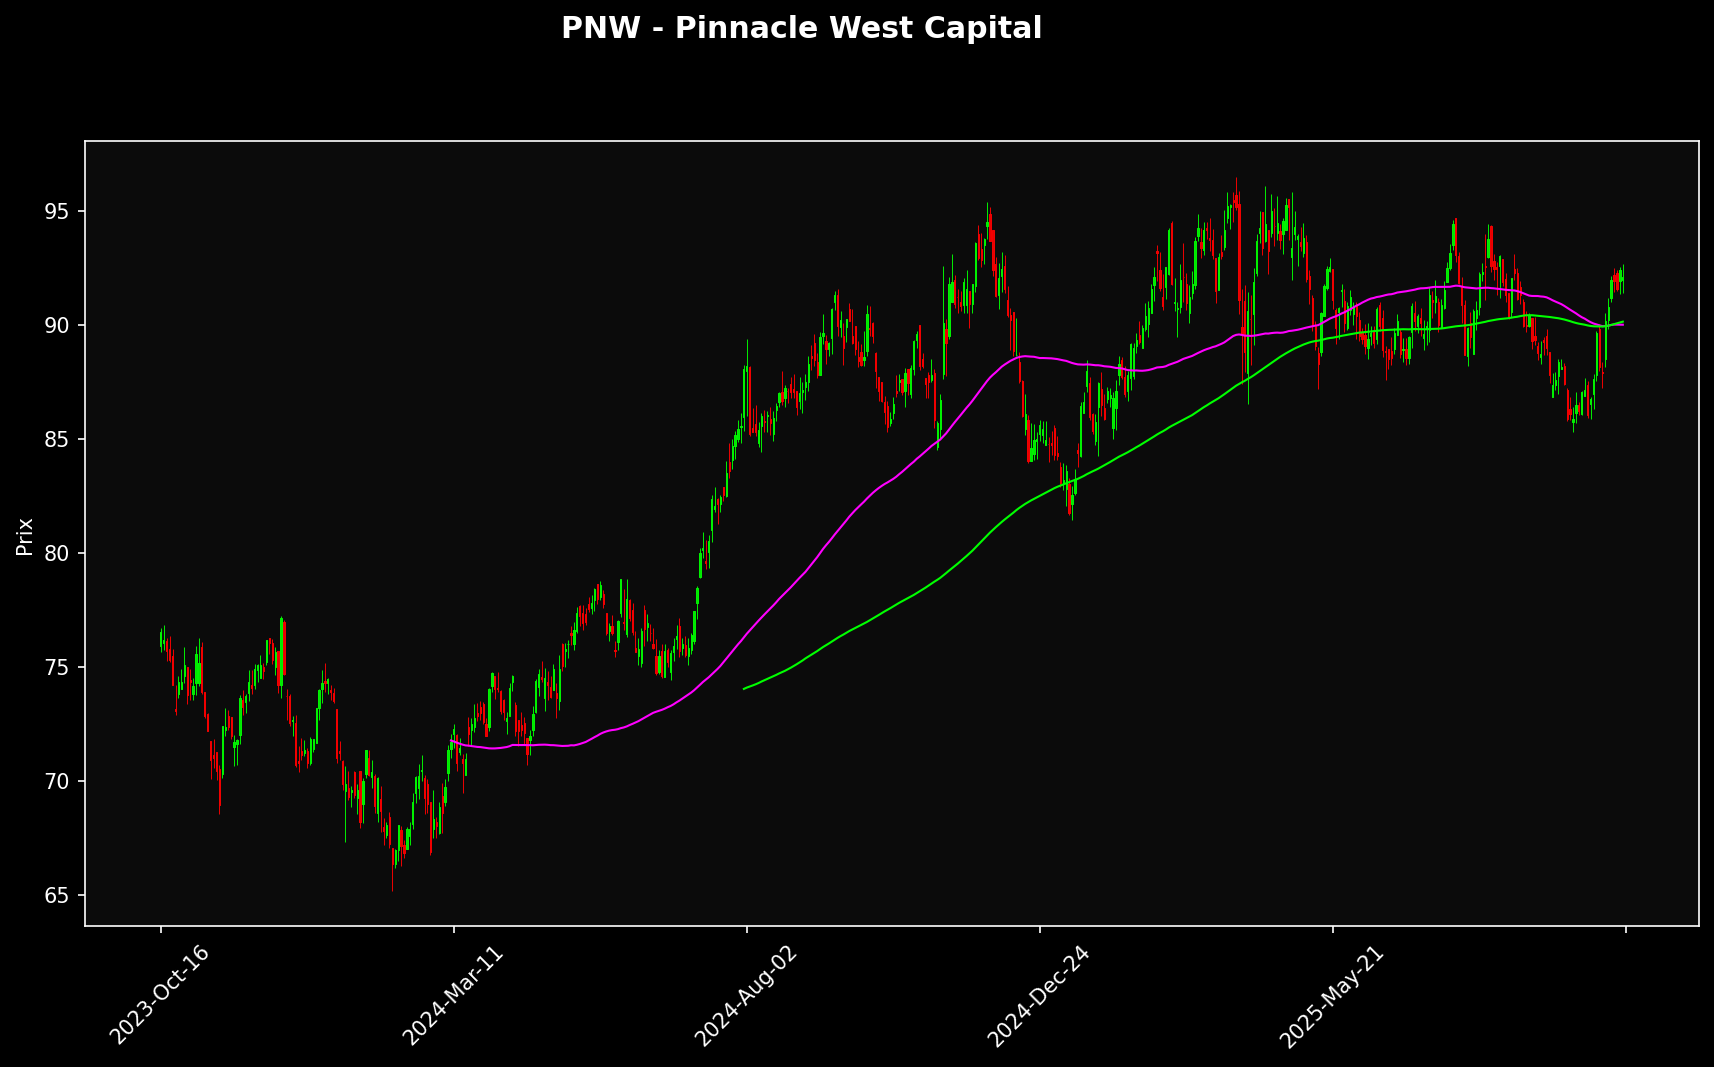 PNW - Pinnacle West Capital
Prix
95
90
85
80
75
70
65
2023-Oct-16
2024-Mar-11
2024-Aug-02
2024-Dec-24
2025-May-21